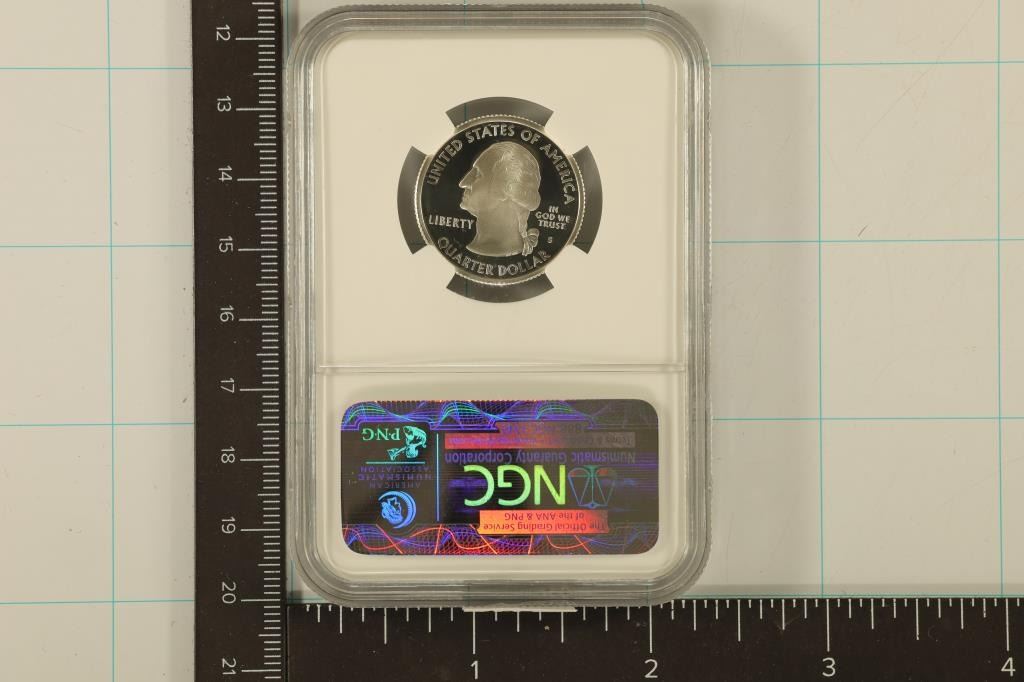 12
13
14
15
16
17
18
19
20
21
UNITED STATES OF AMERICA
LIBERTY
IN
GOD WE
TRUST
S
QUARTER DOLLAR
The Official Grading Service
of the ANA & PNG
NGC
Numismatic Guaranty Corporation
AMERICAN
NUMISMATIC
ASSOCIATION
PNG
1
2
3
4